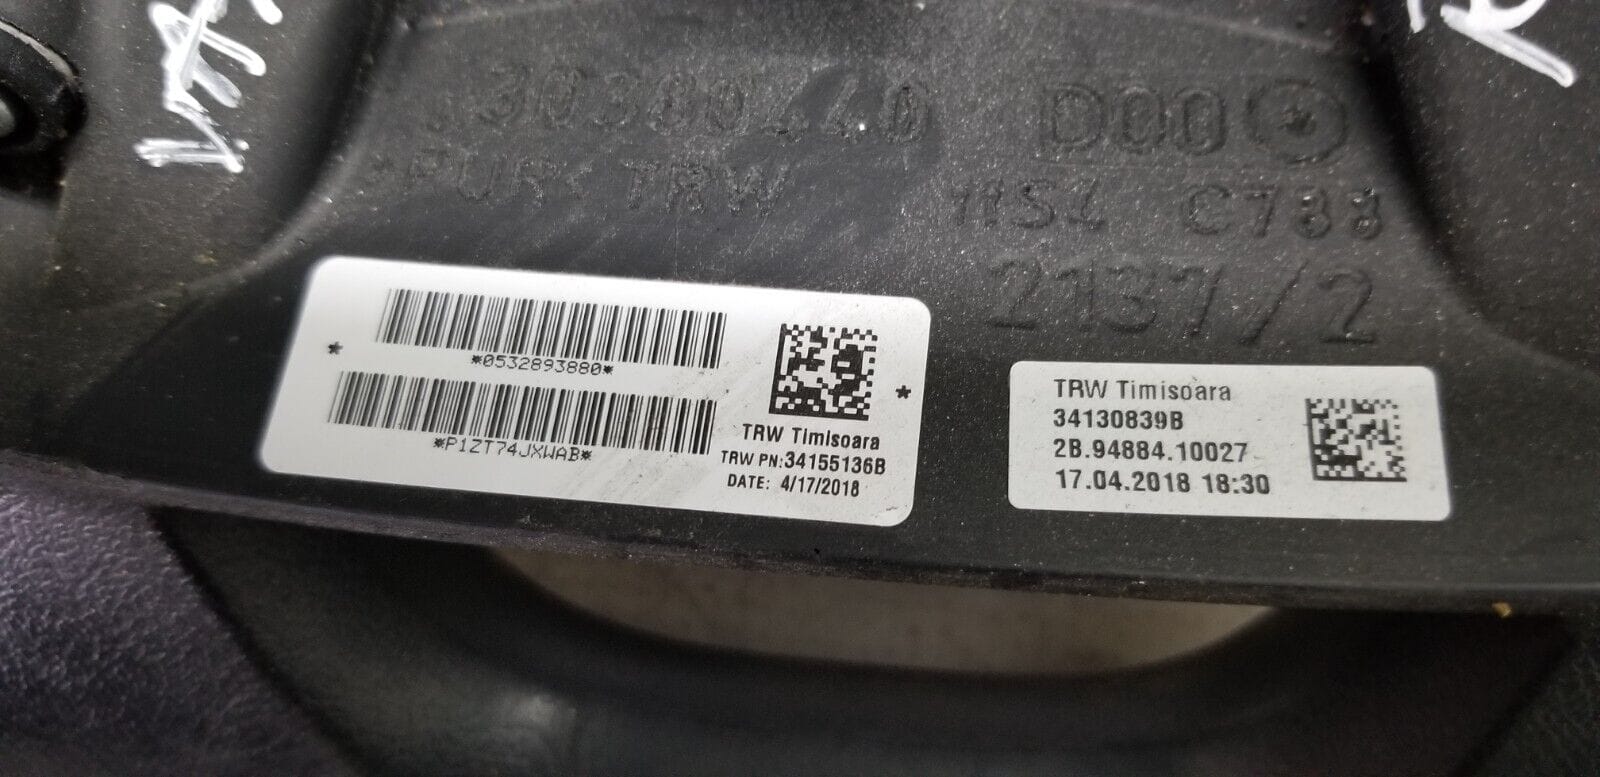 D00
>PUR< TRW
C788
2137/2
*0532893880*
*P1ZT74JXWAB*
* *
TRW Timisoara
TRW PN:34155136B
DATE: 4/17/2018
TRW Timisoara
34130839B
2B.94884.10027
17.04.2018 18:30